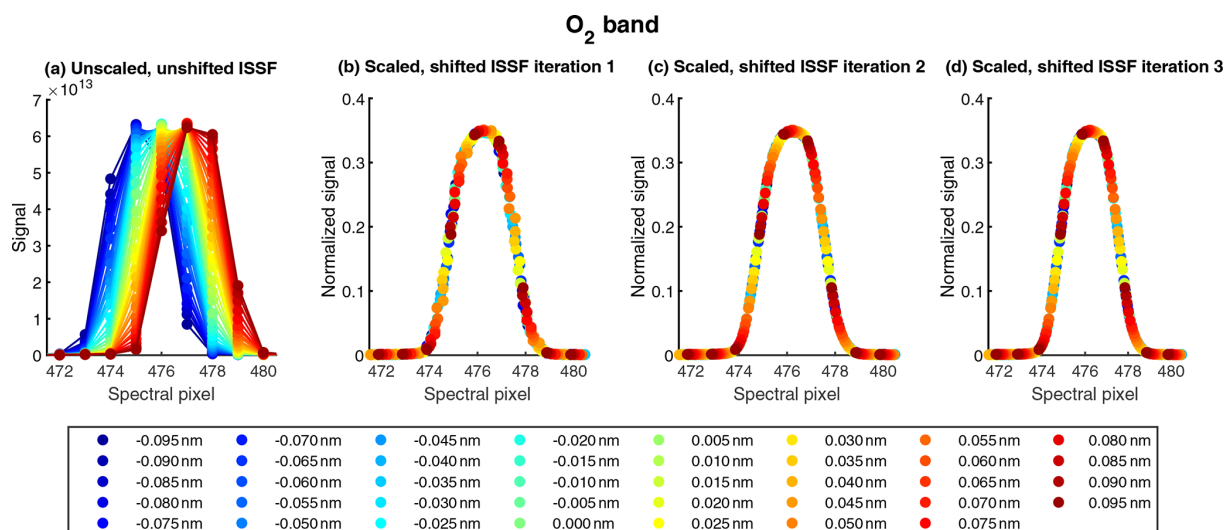 O2 band
(a) Unscaled, unshifted ISSF
(b) Scaled, shifted ISSF iteration 1
(c) Scaled, shifted ISSF iteration 2
(d) Scaled, shifted ISSF iteration 3
×10^13
7
6
5
4
3
2
1
0
Signal
472 474 476 478 480
Spectral pixel
0.4
0.3
0.2
0.1
0
Normalized signal
472 474 476 478 480
Spectral pixel
0.4
0.3
0.2
0.1
0
Normalized signal
472 474 476 478 480
Spectral pixel
0.4
0.3
0.2
0.1
0
Normalized signal
472 474 476 478 480
Spectral pixel
-0.095 nm -0.070 nm -0.045 nm -0.020 nm 0.005 nm 0.030 nm 0.055 nm 0.080 nm
-0.090 nm -0.065 nm -0.040 nm -0.015 nm 0.010 nm 0.035 nm 0.060 nm 0.085 nm
-0.085 nm -0.060 nm -0.035 nm -0.010 nm 0.015 nm 0.040 nm 0.065 nm 0.090 nm
-0.080 nm -0.055 nm -0.030 nm -0.005 nm 0.020 nm 0.045 nm 0.070 nm 0.095 nm
-0.075 nm -0.050 nm -0.025 nm 0.000 nm 0.025 nm 0.050 nm 0.075 nm